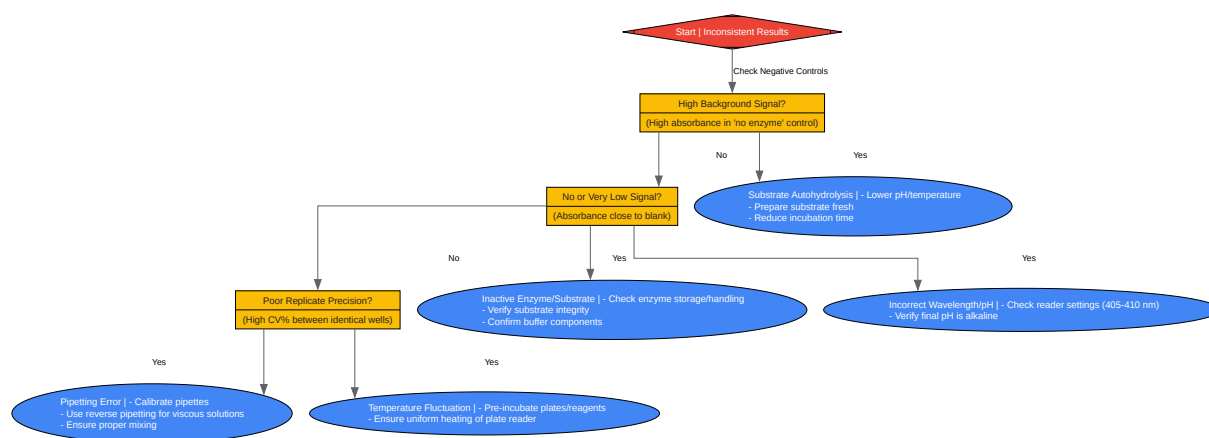 Start | Inconsistent Results
Check Negative Controls
High Background Signal?
(High absorbance in 'no enzyme' control)
No
Yes
No or Very Low Signal?
(Absorbance close to blank)
Substrate Autohydrolysis | - Lower pH/temperature
- Prepare substrate fresh
- Reduce incubation time
No
Yes
Yes
Poor Replicate Precision?
(High CV% between identical wells)
Inactive Enzyme/Substrate | - Check enzyme storage/handling
- Verify substrate integrity
- Confirm buffer components
Incorrect Wavelength/pH | - Check reader settings (405-410 nm)
- Verify final pH is alkaline
Yes
Yes
Pipetting Error | - Calibrate pipettes
- Use reverse pipetting for viscous solutions
- Ensure proper mixing
Temperature Fluctuation | - Pre-incubate plates/reagents
- Ensure uniform heating of plate reader